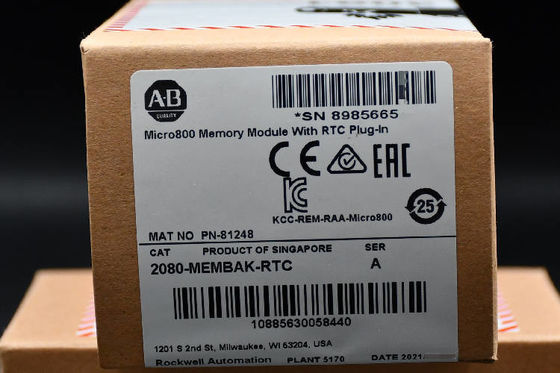 A-B
QUALITY
*SN 8985665
Micro800 Memory Module With RTC Plug-In
CE EAC
KC
KCC-REM-RAA-Micro800
25
MAT NO PN-81248
CAT PRODUCT OF SINGAPORE SER
2080-MEMBAK-RTC A
10885630058440
1201 S 2nd St, Milwaukee, WI 53204, USA
Rockwell Automation PLANT 5170 DATE 2021/